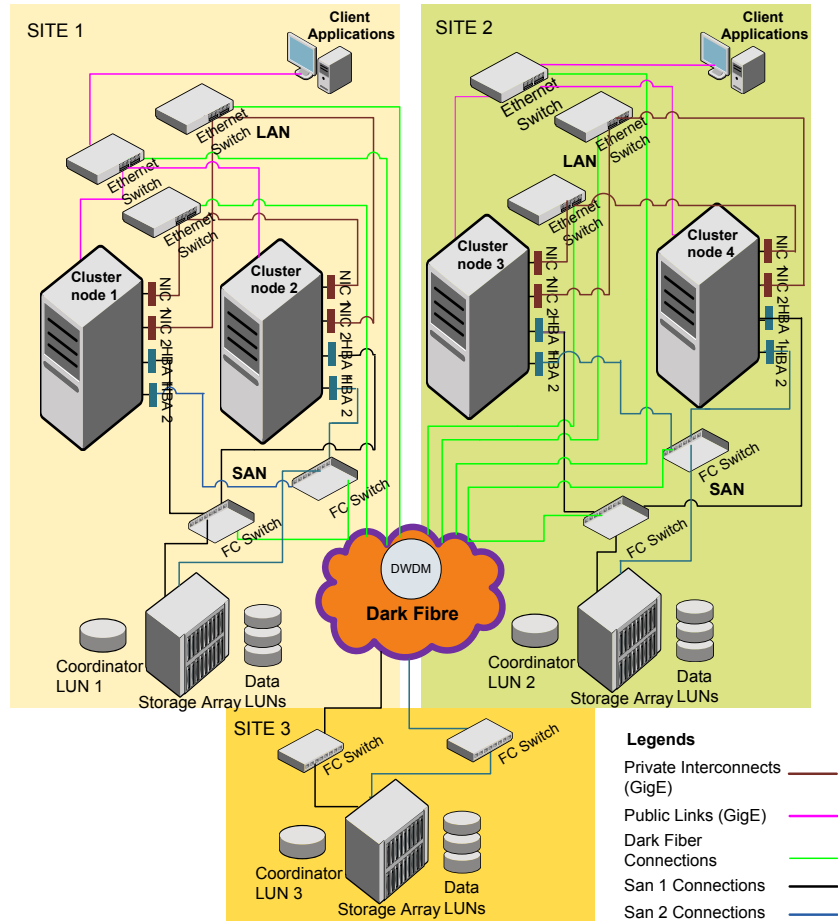 SITE 1
Client
Applications
Ethernet
Switch
LAN
Ethernet
Switch
Ethernet
Switch
Cluster
node 1
NIC 1
NIC 2
HBA 1
HBA 2
Cluster
node 2
NIC 1
NIC 2
HBA 1
HBA 2
SAN
FC Switch
FC Switch
Coordinator
LUN 1
Storage Array
Data
LUNs
SITE 2
Client
Applications
Ethernet
Switch
Ethernet
Switch
LAN
Ethernet
Switch
Cluster
node 3
NIC 1
NIC 2
HBA 1
HBA 2
Cluster
node 4
NIC 1
NIC 2
HBA 1
HBA 2
SAN
FC Switch
FC Switch
Coordinator
LUN 2
Storage Array
Data
LUNs
DWDM
Dark Fibre
SITE 3
FC Switch
FC Switch
Coordinator
LUN 3
Storage Array
Data
LUNs
Legends
Private Interconnects
(GigE)
Public Links (GigE)
Dark Fiber
Connections
San 1 Connections
San 2 Connections